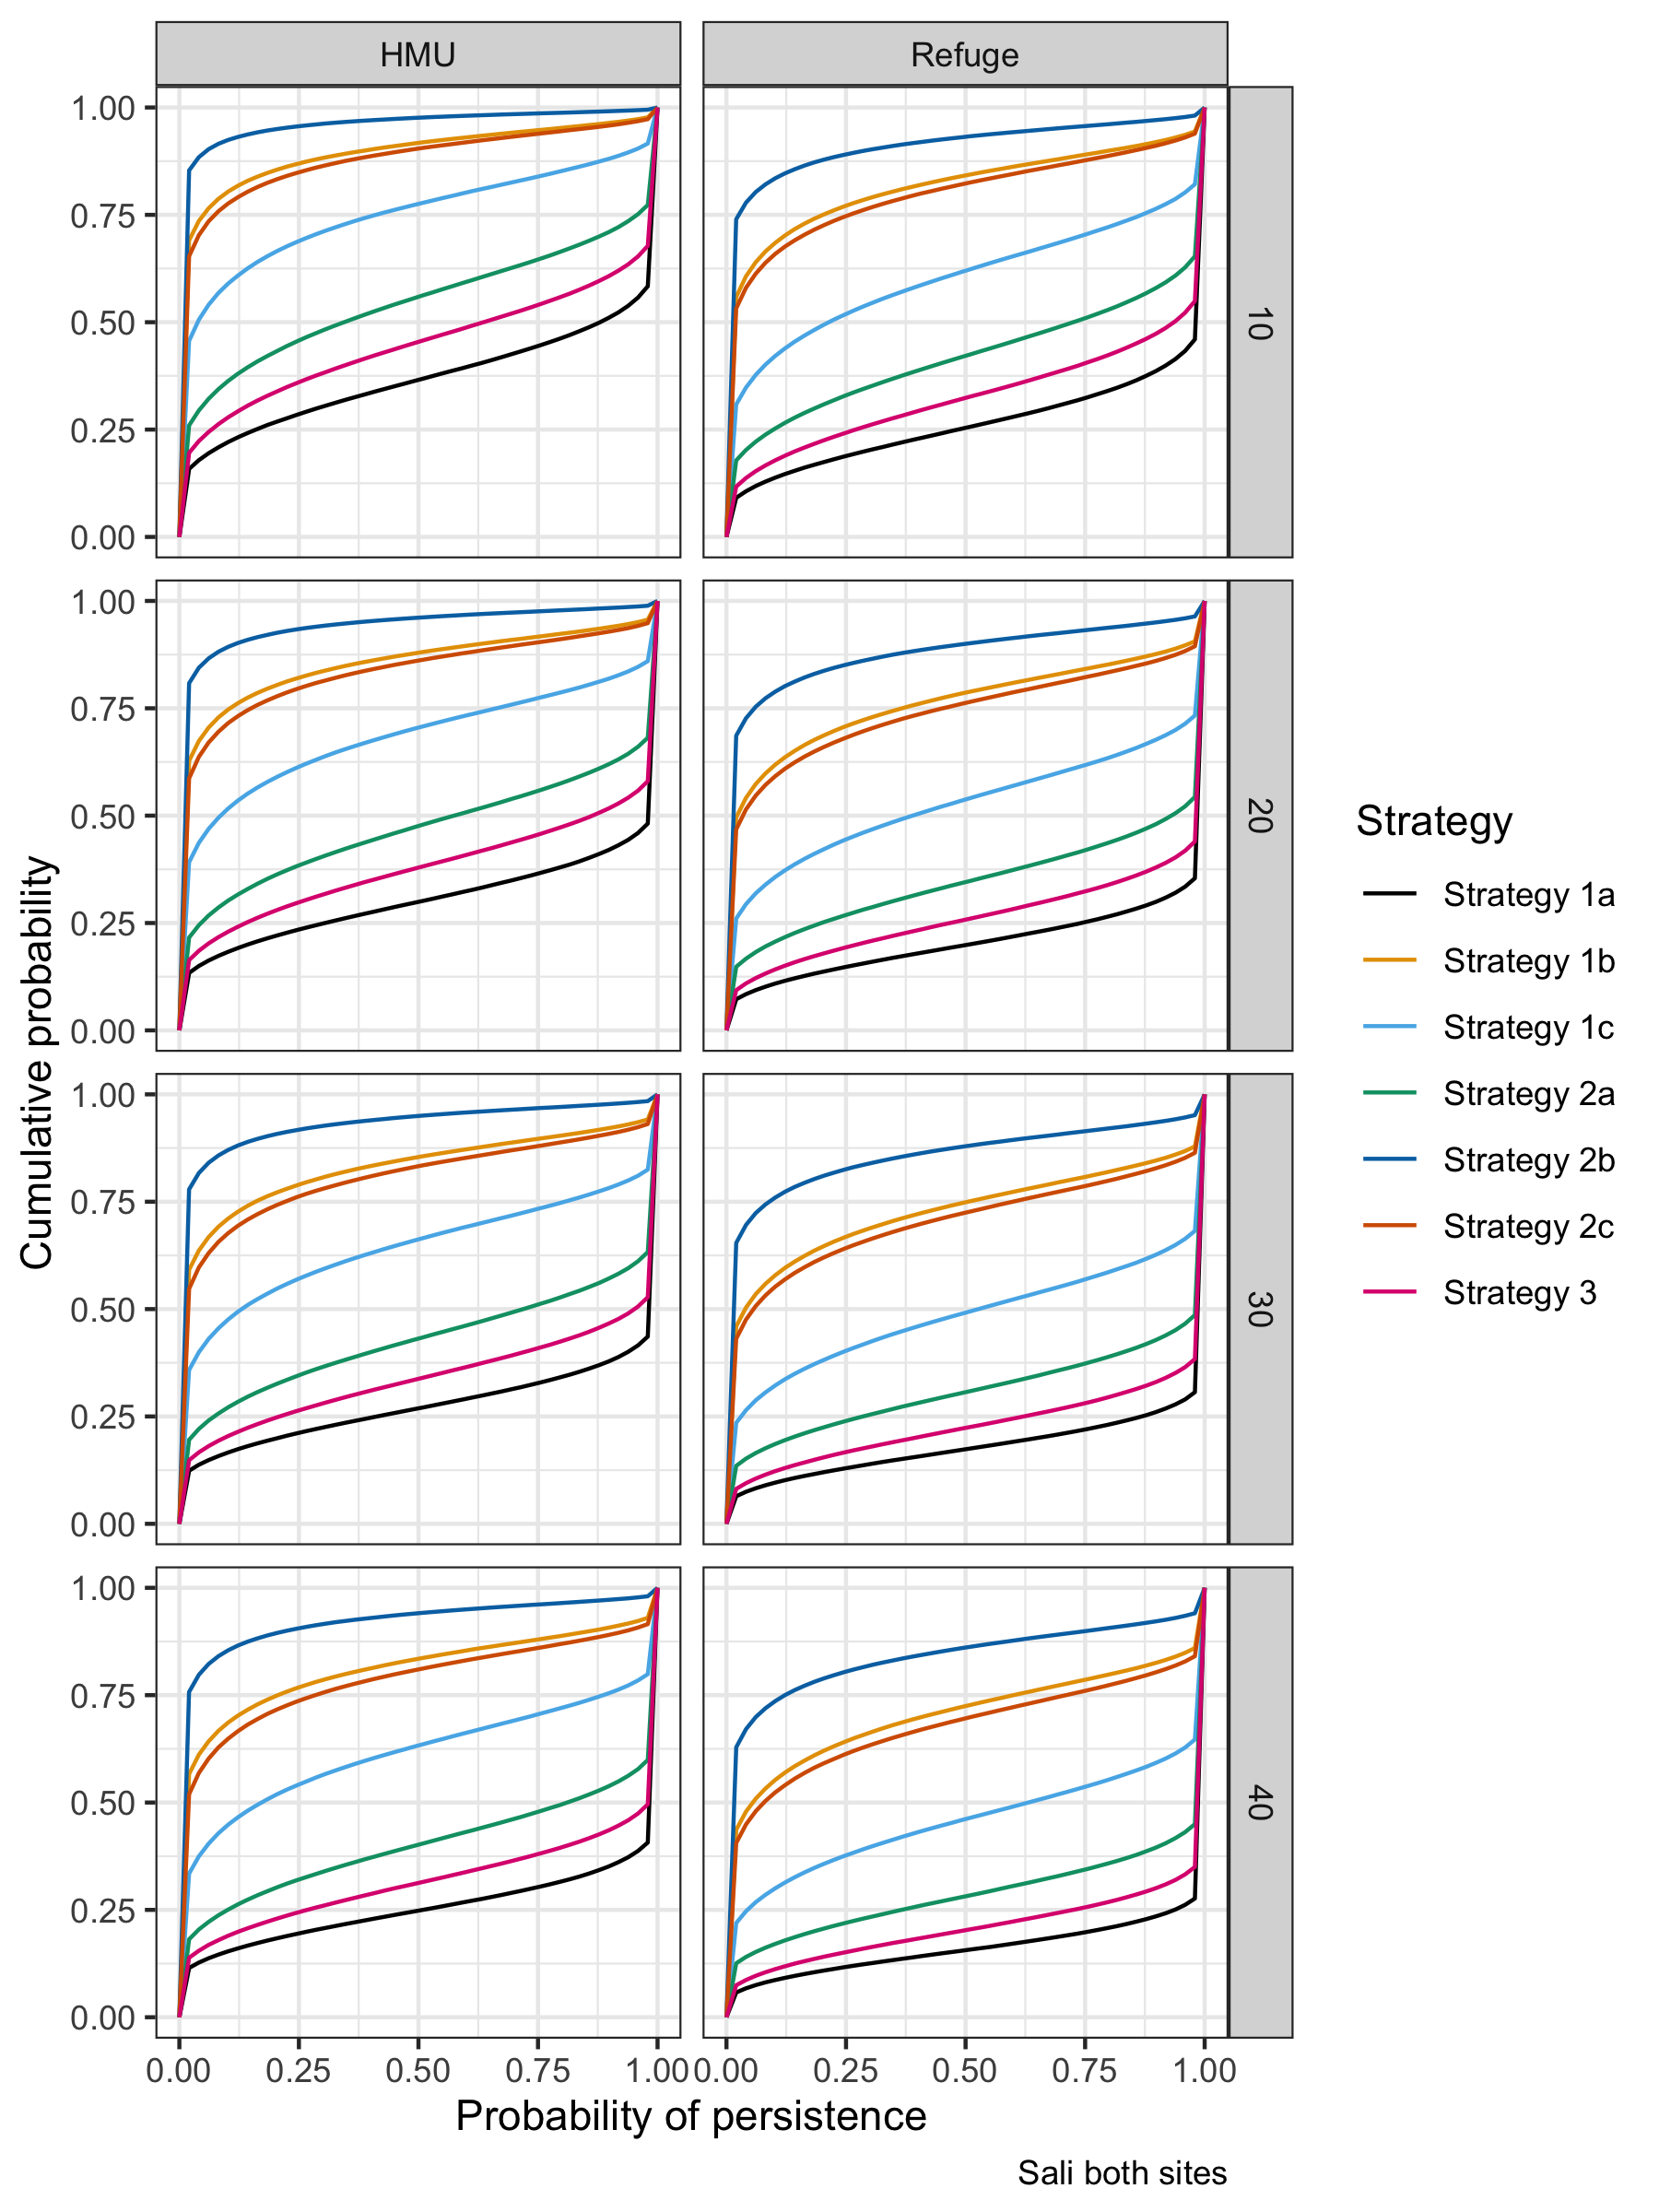 HMU
Refuge
1.00
0.75
0.50
0.25
0.00
10
1.00
0.75
0.50
0.25
0.00
20
1.00
0.75
0.50
0.25
0.00
30
1.00
0.75
0.50
0.25
0.00
40
0.00 0.25 0.50 0.75 1.00
0.00 0.25 0.50 0.75 1.00
Cumulative probability
Probability of persistence
Sali both sites
Strategy
Strategy 1a
Strategy 1b
Strategy 1c
Strategy 2a
Strategy 2b
Strategy 2c
Strategy 3